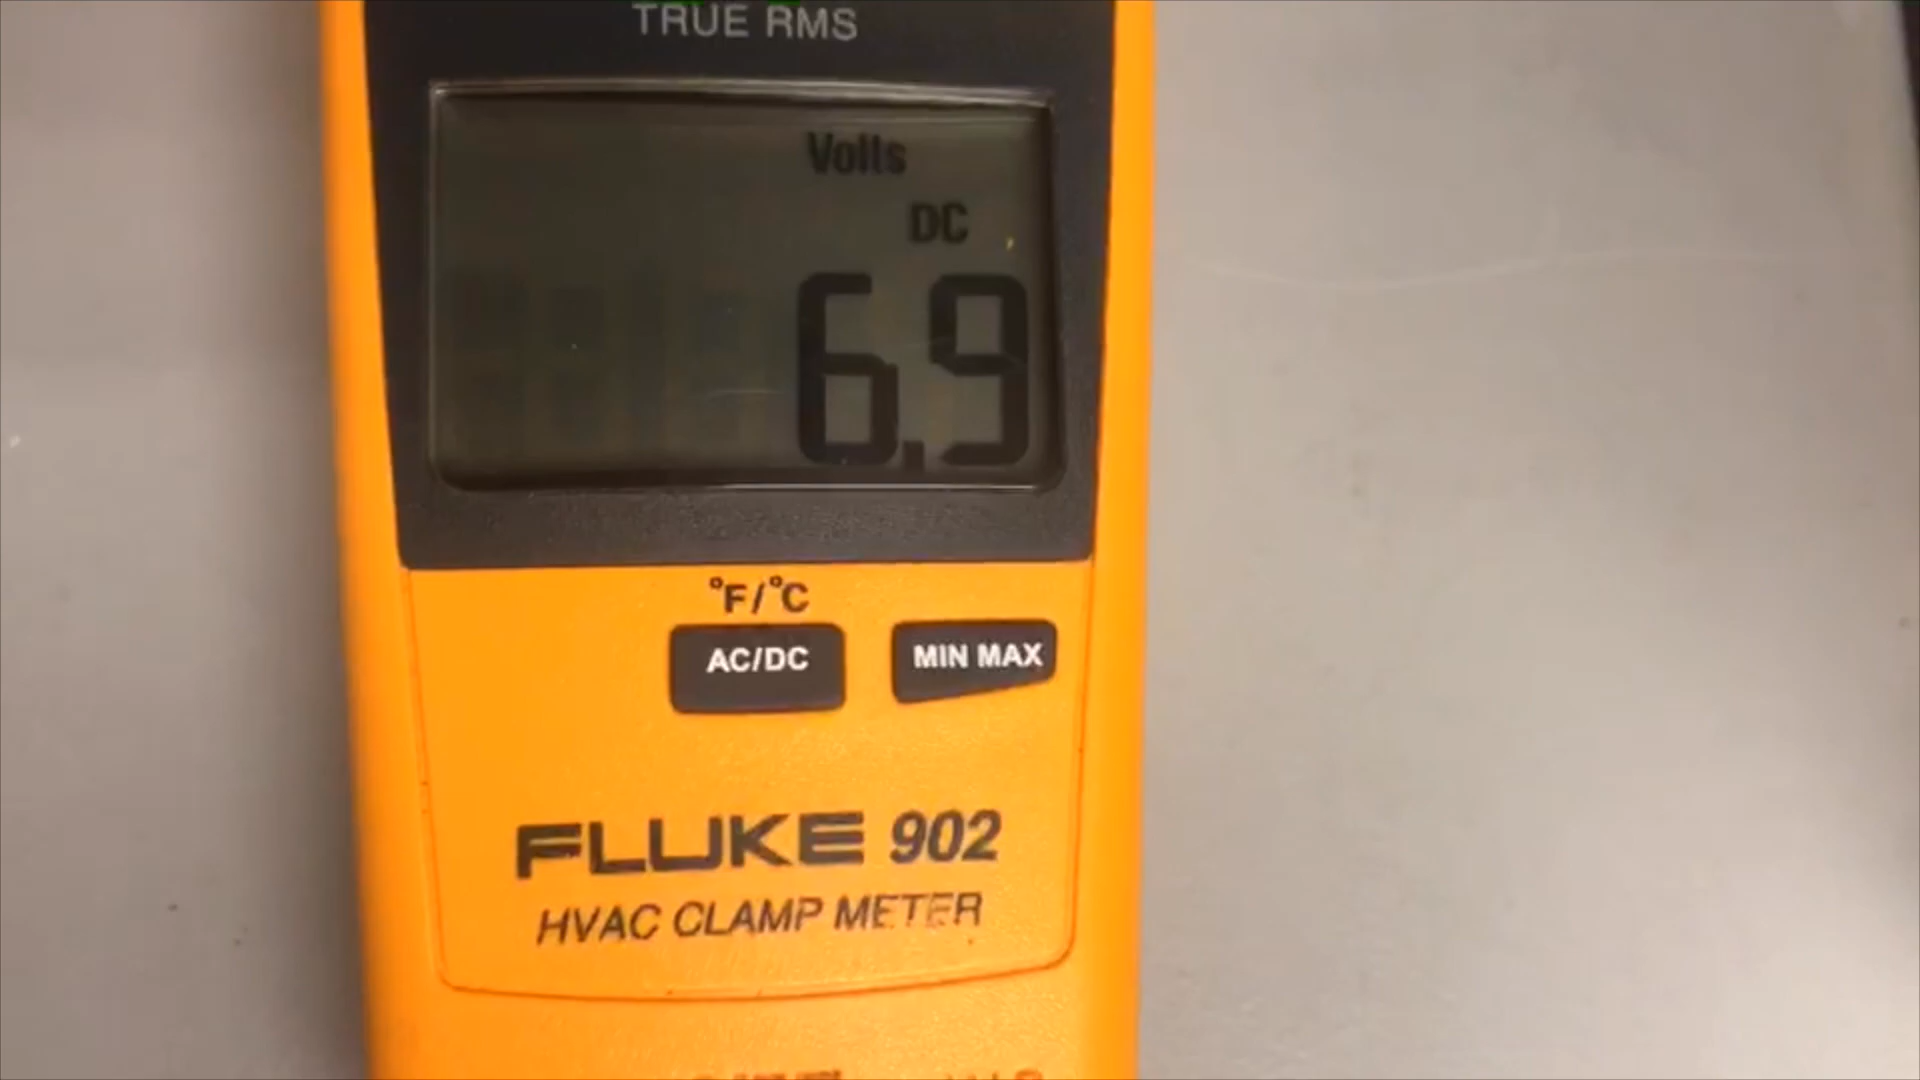 TRUE RMS
Volts
DC
6.9
°F/°C
AC/DC
MIN MAX
FLUKE 902
HVAC CLAMP METER